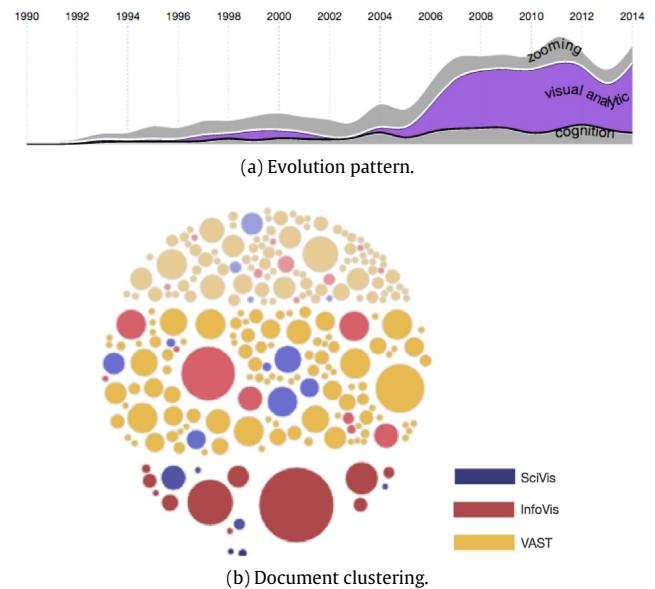 1990 1992 1994 1996 1998 2000 2002 2004 2006 2008 2010 2012 2014
zooming
visual analytic
cognition
(a) Evolution pattern.
SciVis
InfoVis
VAST
(b) Document clustering.